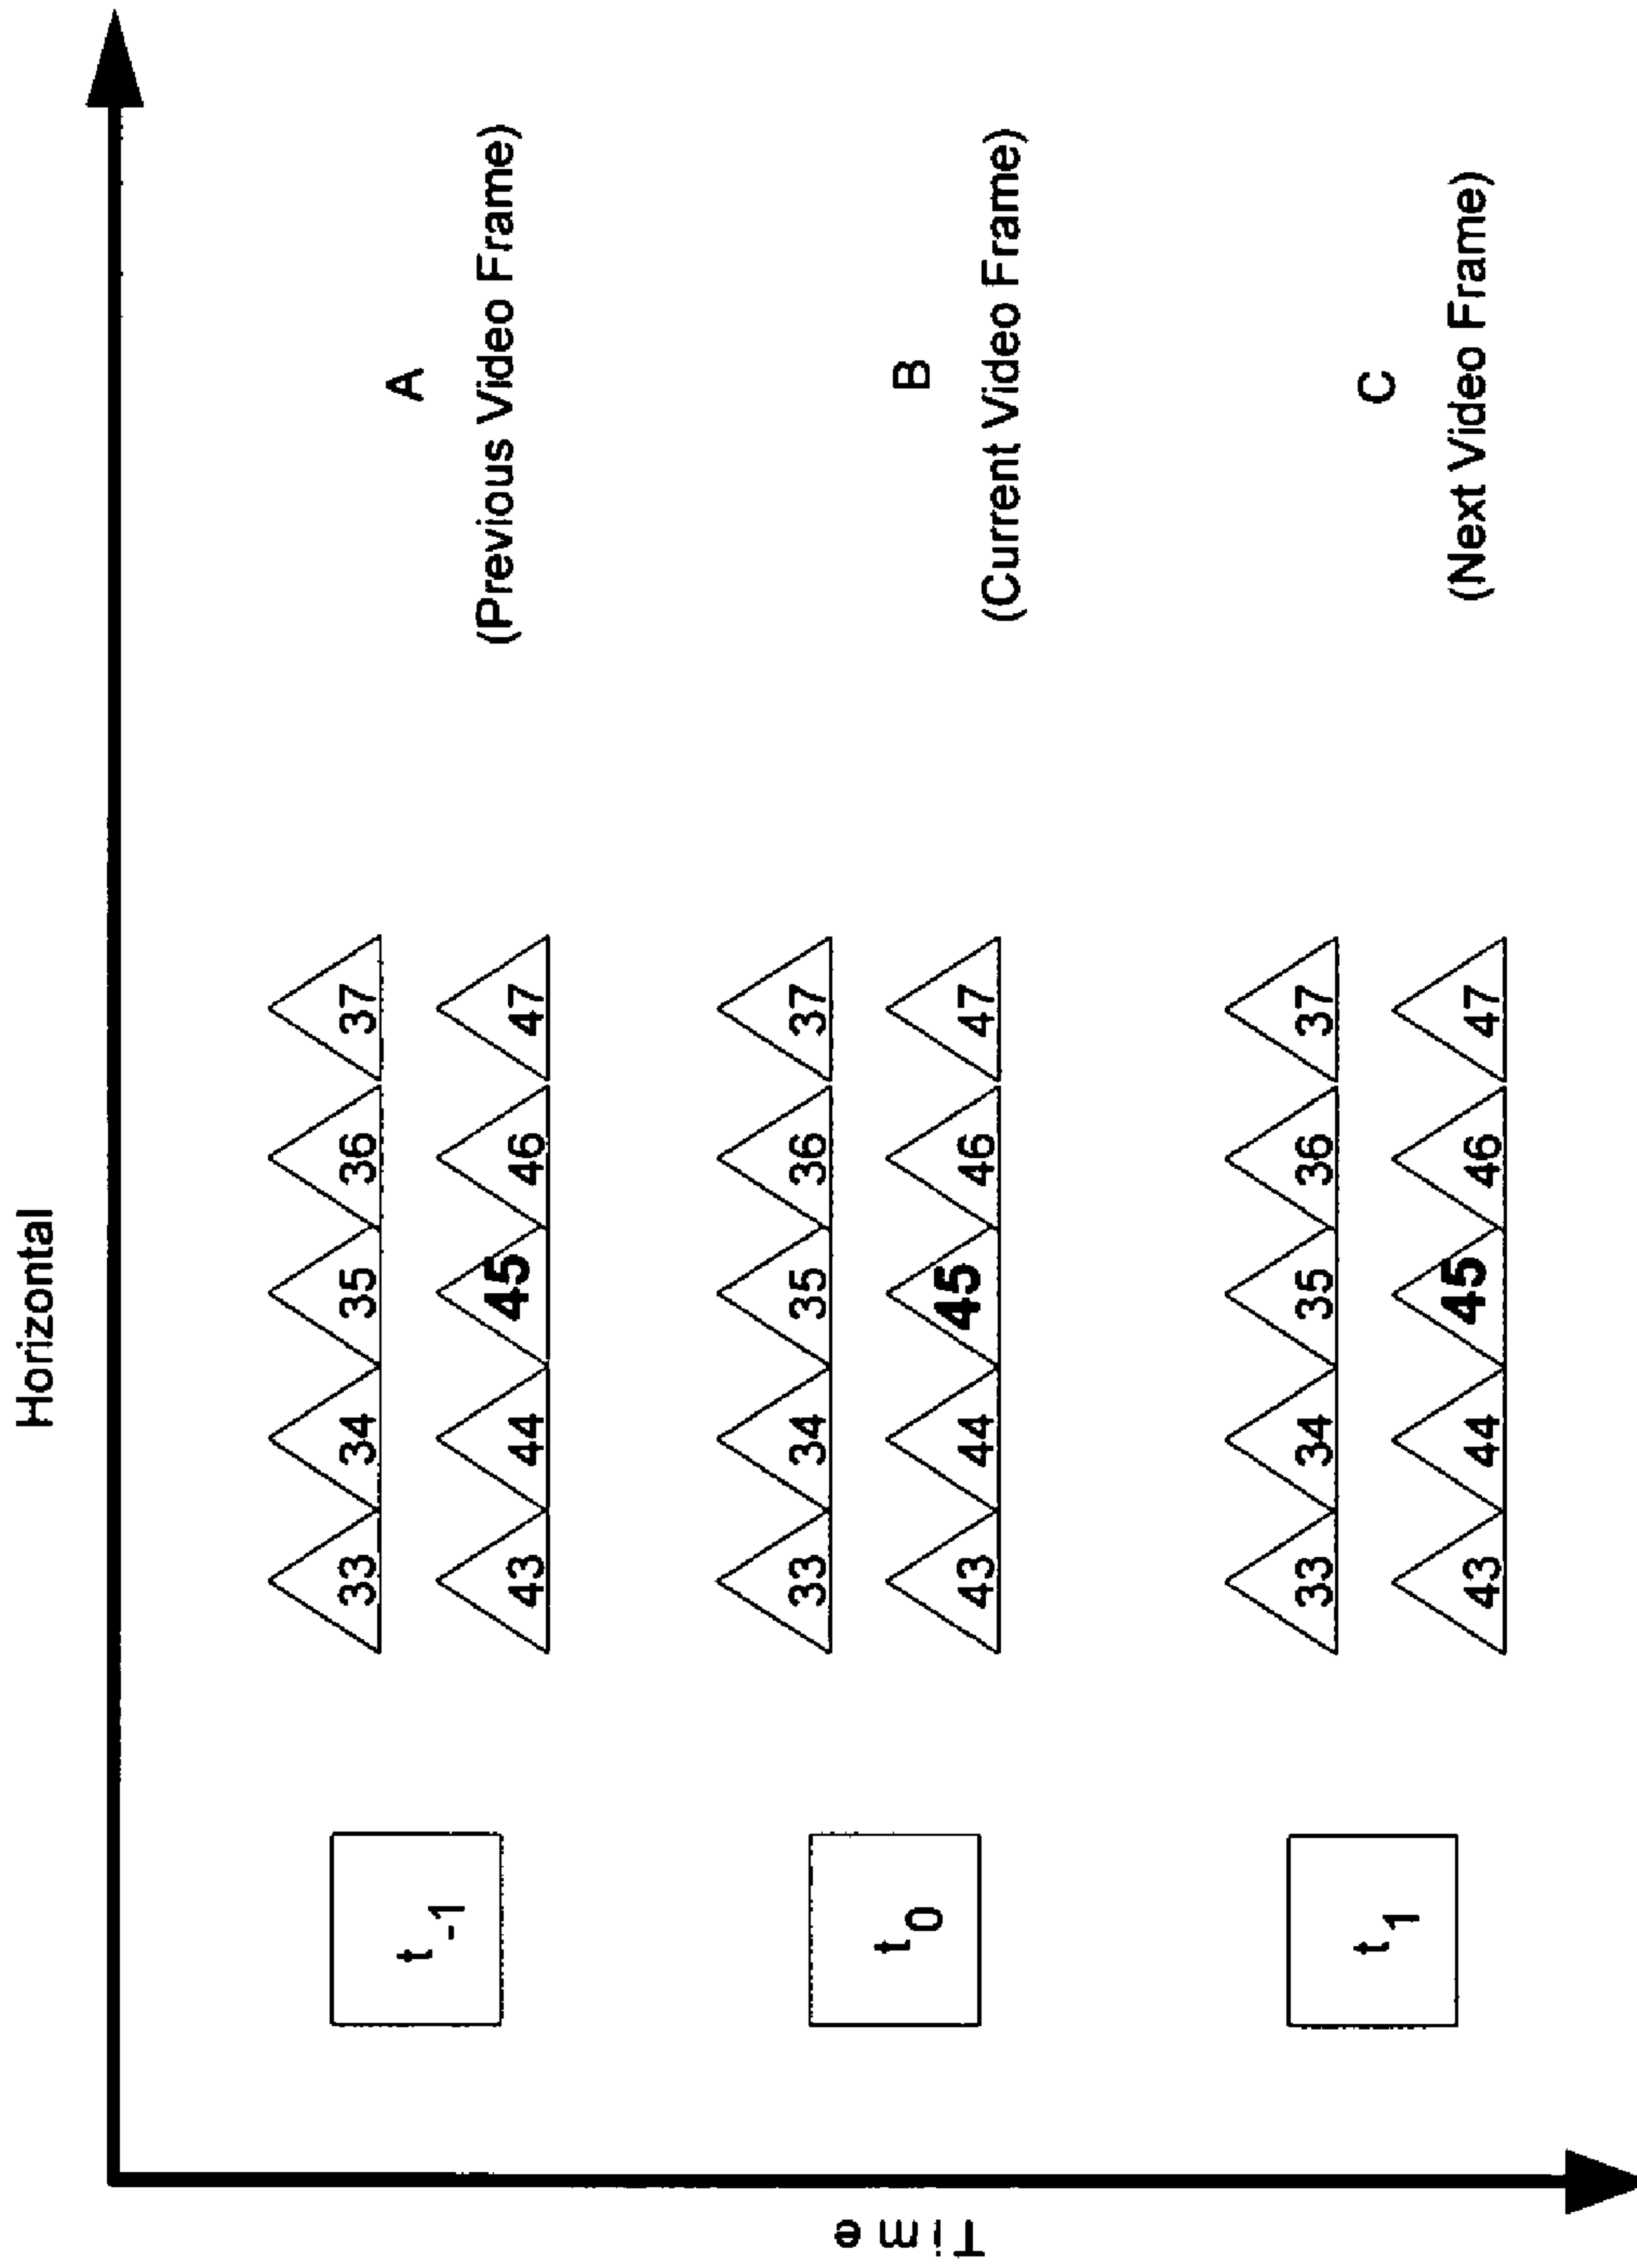 Horizontal
Time
t-1
33 34 35 36 37
43 44 45 46 47
A
(Previous Video Frame)
t0
33 34 35 36 37
43 44 45 46 47
B
(Current Video Frame)
t1
33 34 35 36 37
43 44 45 46 47
C
(Next Video Frame)